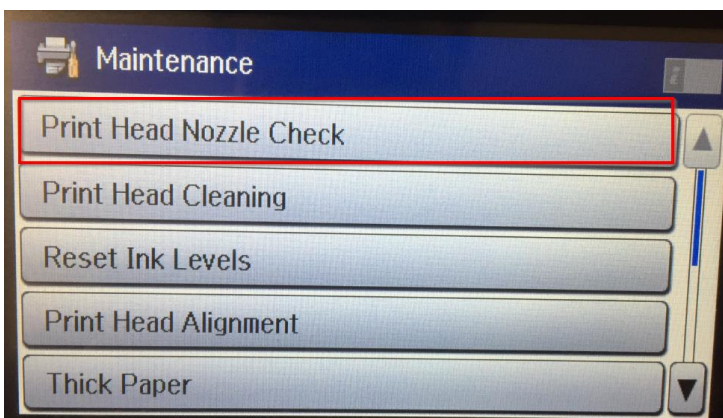 Maintenance
Print Head Nozzle Check
Print Head Cleaning
Reset Ink Levels
Print Head Alignment
Thick Paper